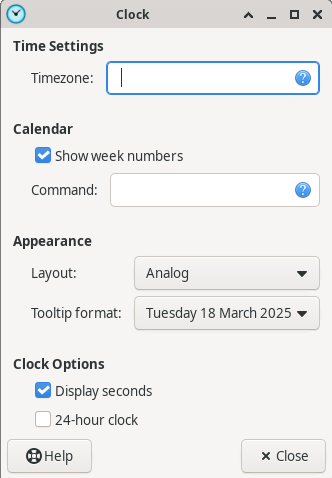 Clock
Time Settings
Timezone:
Calendar
Show week numbers
Command:
Appearance
Layout: Analog
Tooltip format: Tuesday 18 March 2025
Clock Options
Display seconds
24-hour clock
Help Close